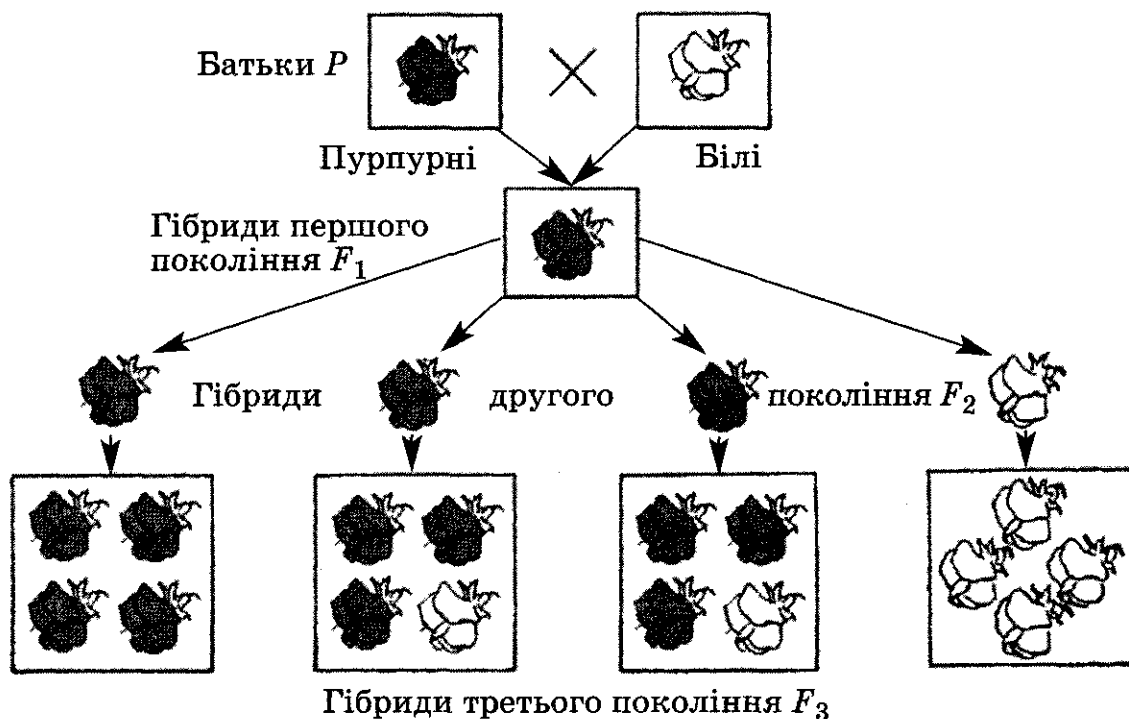 Батьки P
Пурпурні
Білі
Гібриди першого
покоління F₁
Гібриди другого покоління F₂
Гібриди третього покоління F₃